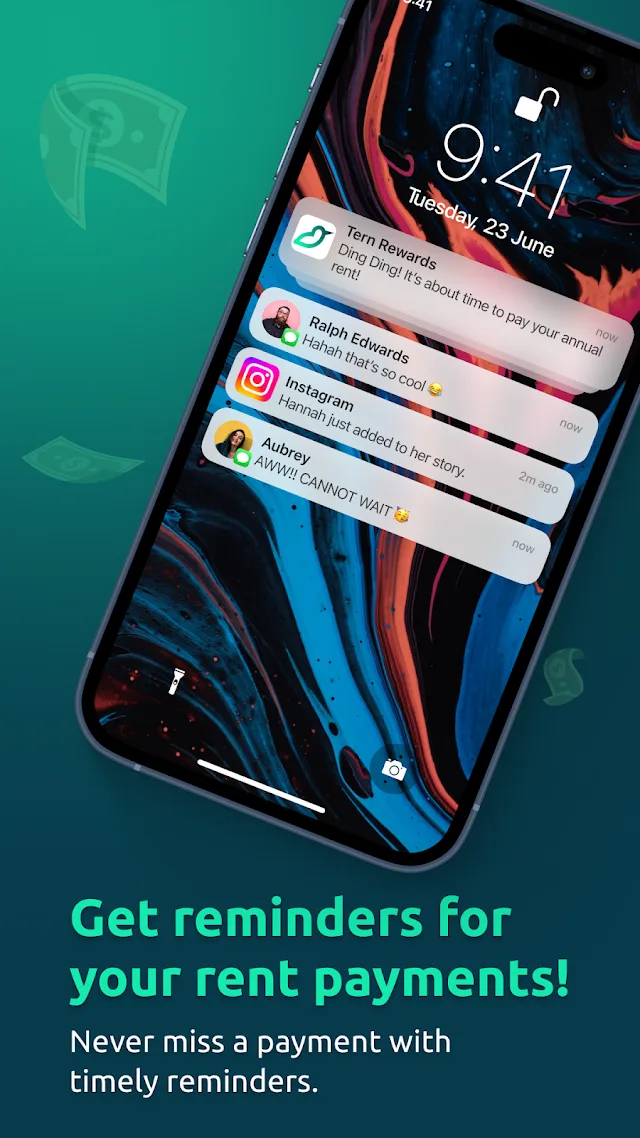 9:41
9:41
Tuesday, 23 June
Tern Rewards
now
Ding Ding! It's about time to pay your annual
rent!
Ralph Edwards
now
Hahah that's so cool 😂
Instagram
2m ago
Hannah just added to her story.
Aubrey
now
AWW!! CANNOT WAIT 🥳
Get reminders for
your rent payments!
Never miss a payment with
timely reminders.